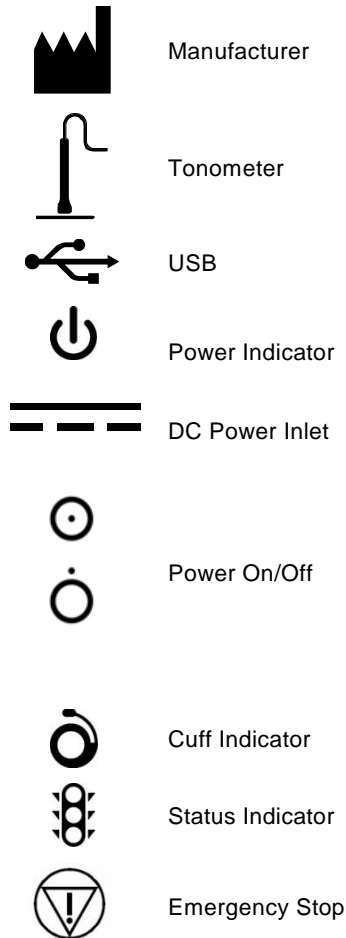 Manufacturer
Tonometer
USB
Power Indicator
DC Power Inlet
Power On/Off
Cuff Indicator
Status Indicator
Emergency Stop